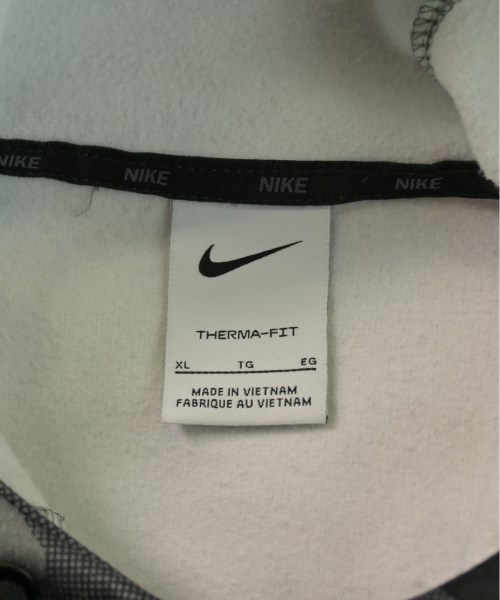 NIKE NIKE NIKE NIKE
THERMA-FIT
XL TG EG
MADE IN VIETNAM
FABRIQUE AU VIETNAM